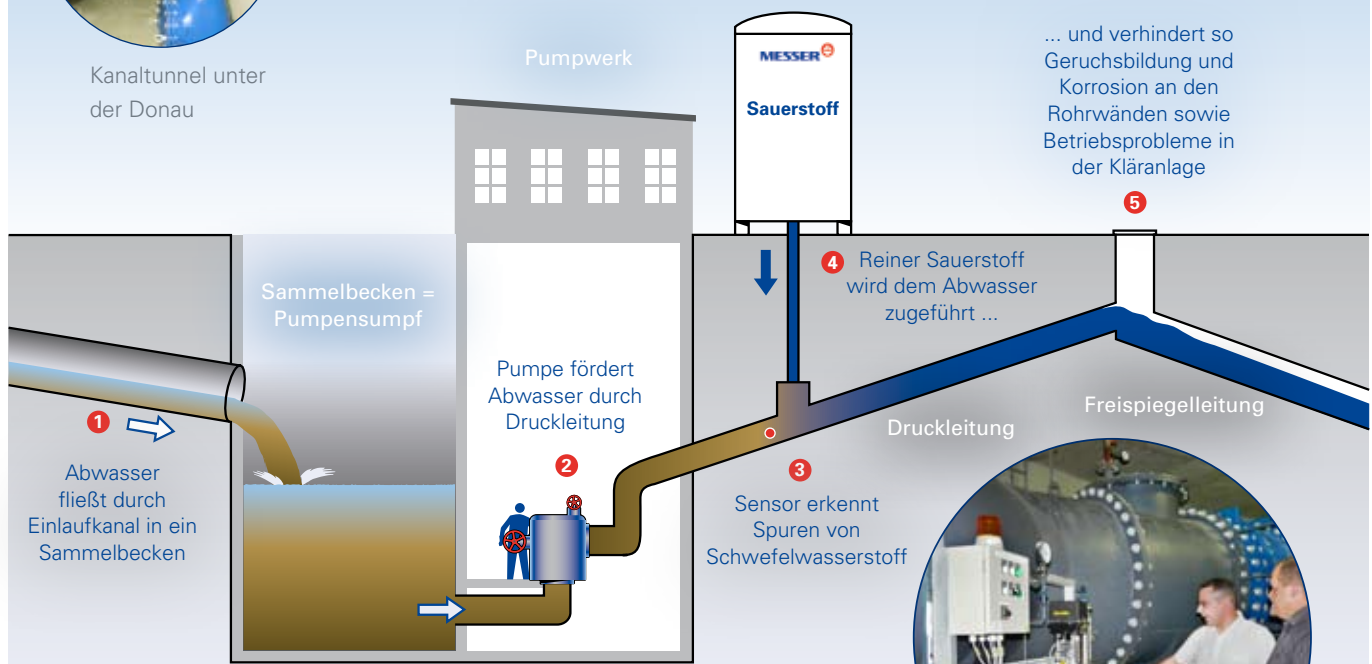 Kanaltunnel unter
der Donau
Pumpwerk
MESSER
Sauerstoff
... und verhindert so
Geruchsbildung und
Korrosion an den
Rohrwänden sowie
Betriebsprobleme in
der Kläranlage
5
Sammelbecken =
Pumpensumpf
4 Reiner Sauerstoff
wird dem Abwasser
zugeführt ...
Pumpe fördert
Abwasser durch
Druckleitung
2
1
Abwasser
fließt durch
Einlaufkanal in ein
Sammelbecken
3
Sensor erkennt
Spuren von
Schwefelwasserstoff
Druckleitung
Freispiegelleitung